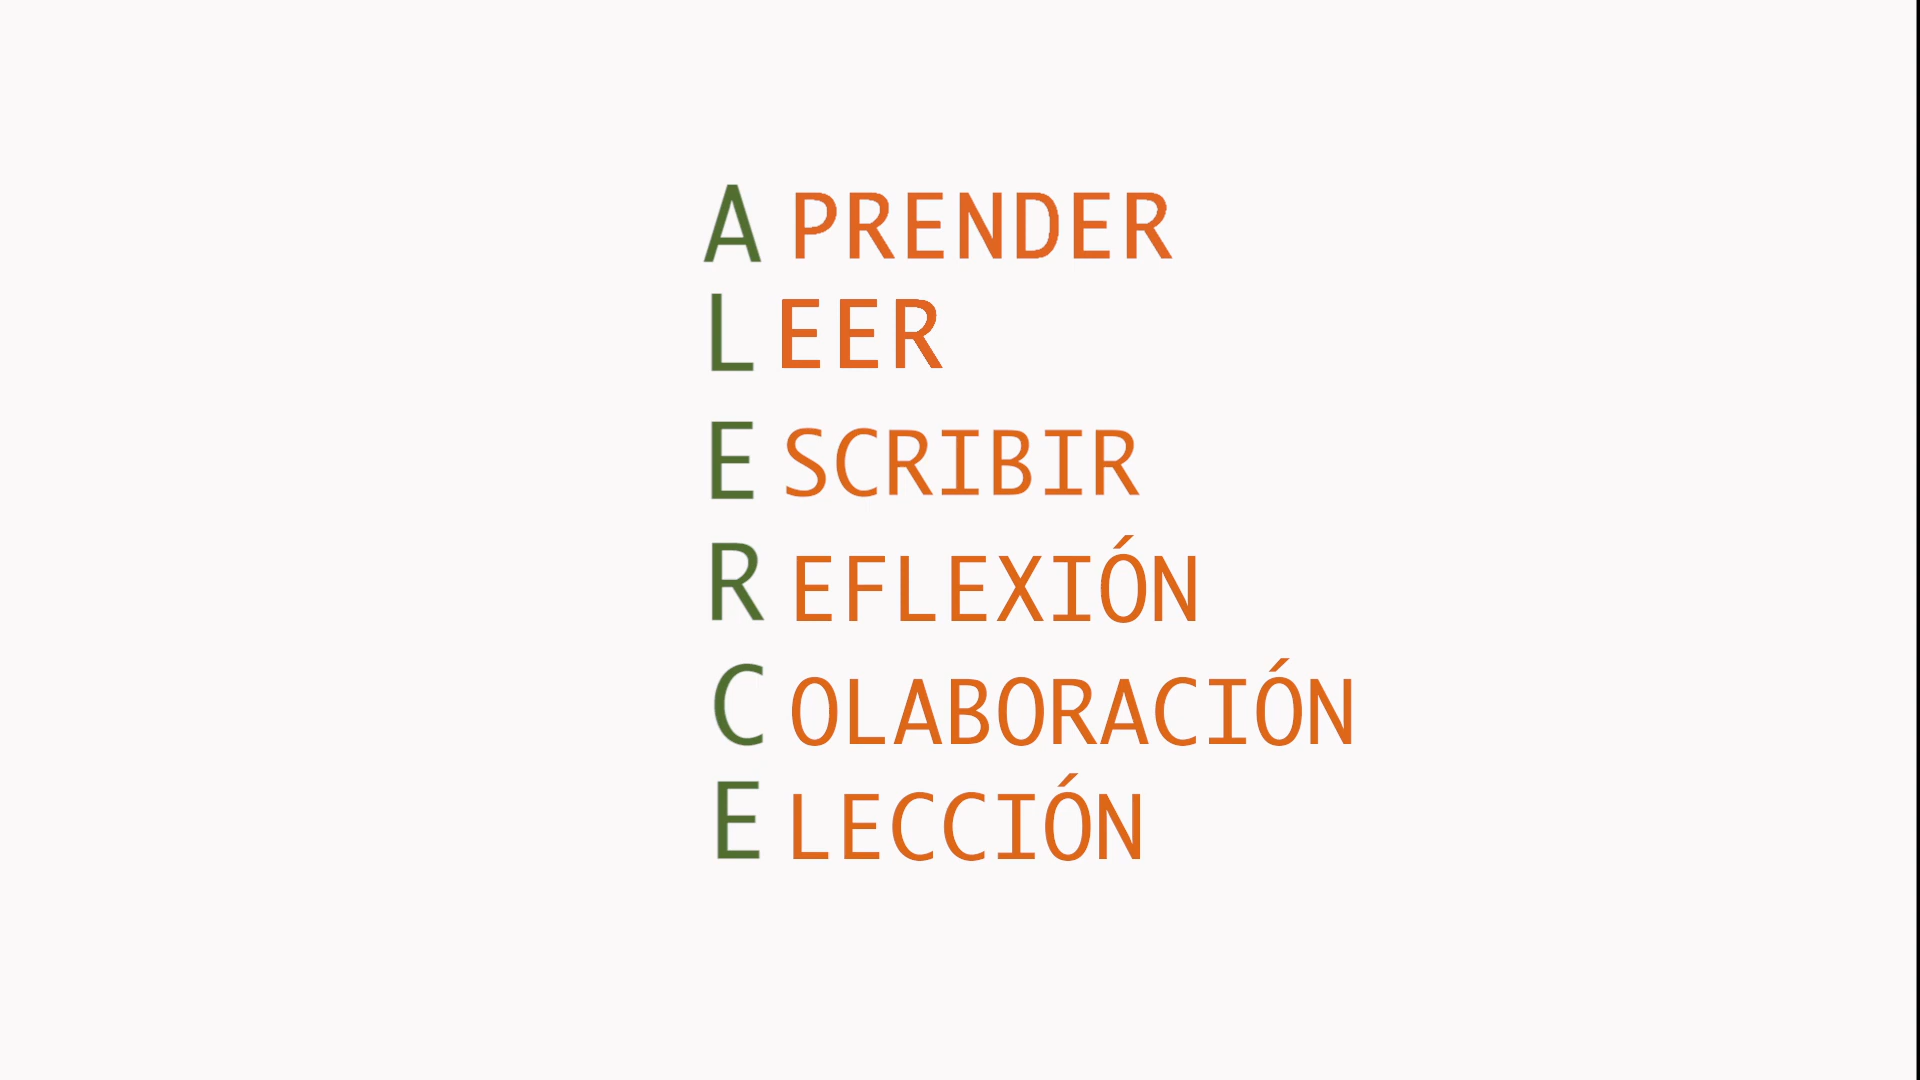 APRENDER
LEER
ESCRIBIR
REFLEXIÓN
COLABORACIÓN
ELECCIÓN